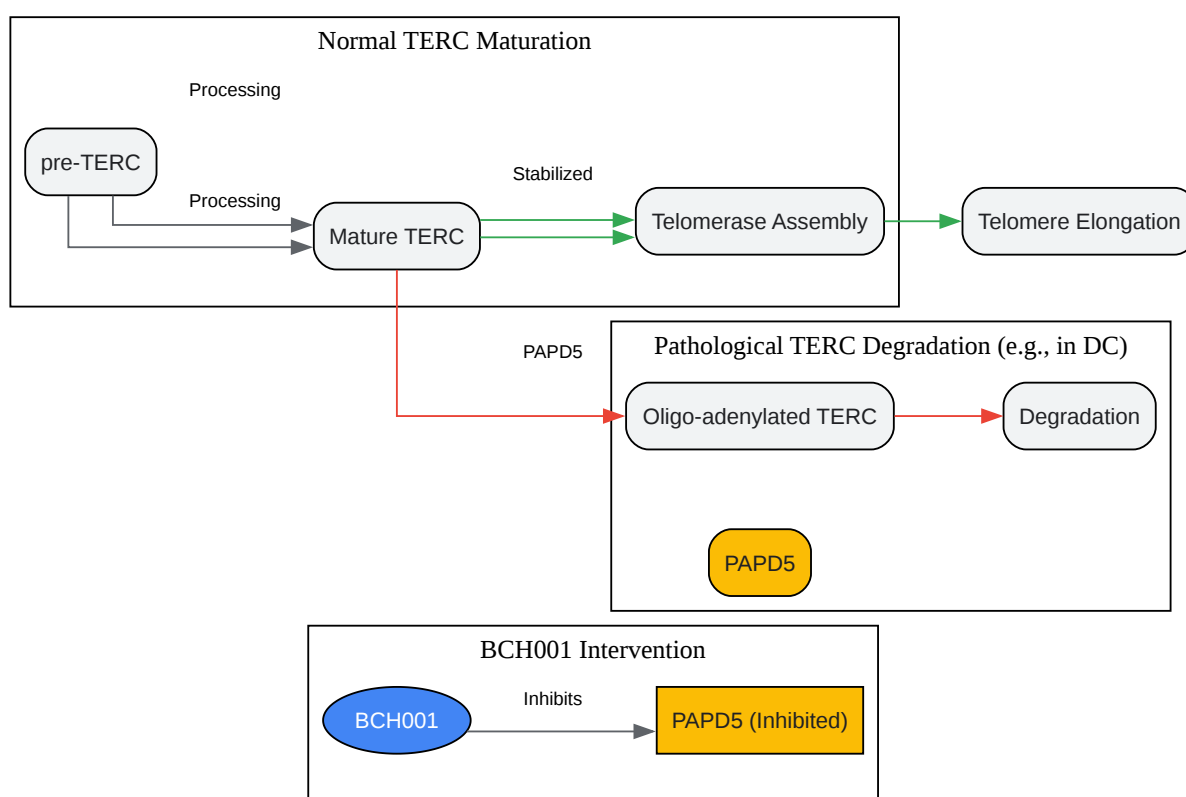 Normal TERC Maturation
Processing
pre-TERC
Processing
Stabilized
Mature TERC
Telomerase Assembly
Telomere Elongation
PAPD5
Pathological TERC Degradation (e.g., in DC)
Oligo-adenylated TERC
Degradation
PAPD5
BCH001 Intervention
BCH001
Inhibits
PAPD5 (Inhibited)